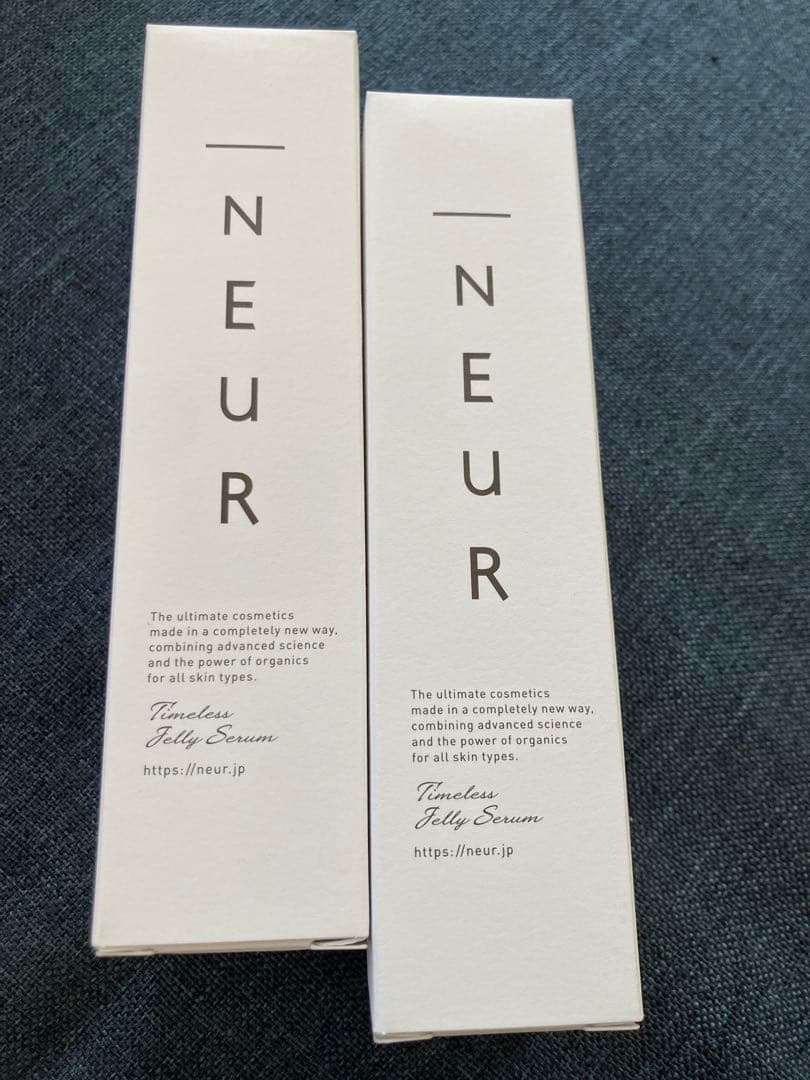 NEUR
The ultimate cosmetics
made in a completely new way,
combining advanced science
and the power of organics
for all skin types.
Timeless
Jelly Serum
https://neur.jp
NEUR
The ultimate cosmetics
made in a completely new way,
combining advanced science
and the power of organics
for all skin types.
Timeless
Jelly Serum
https://neur.jp